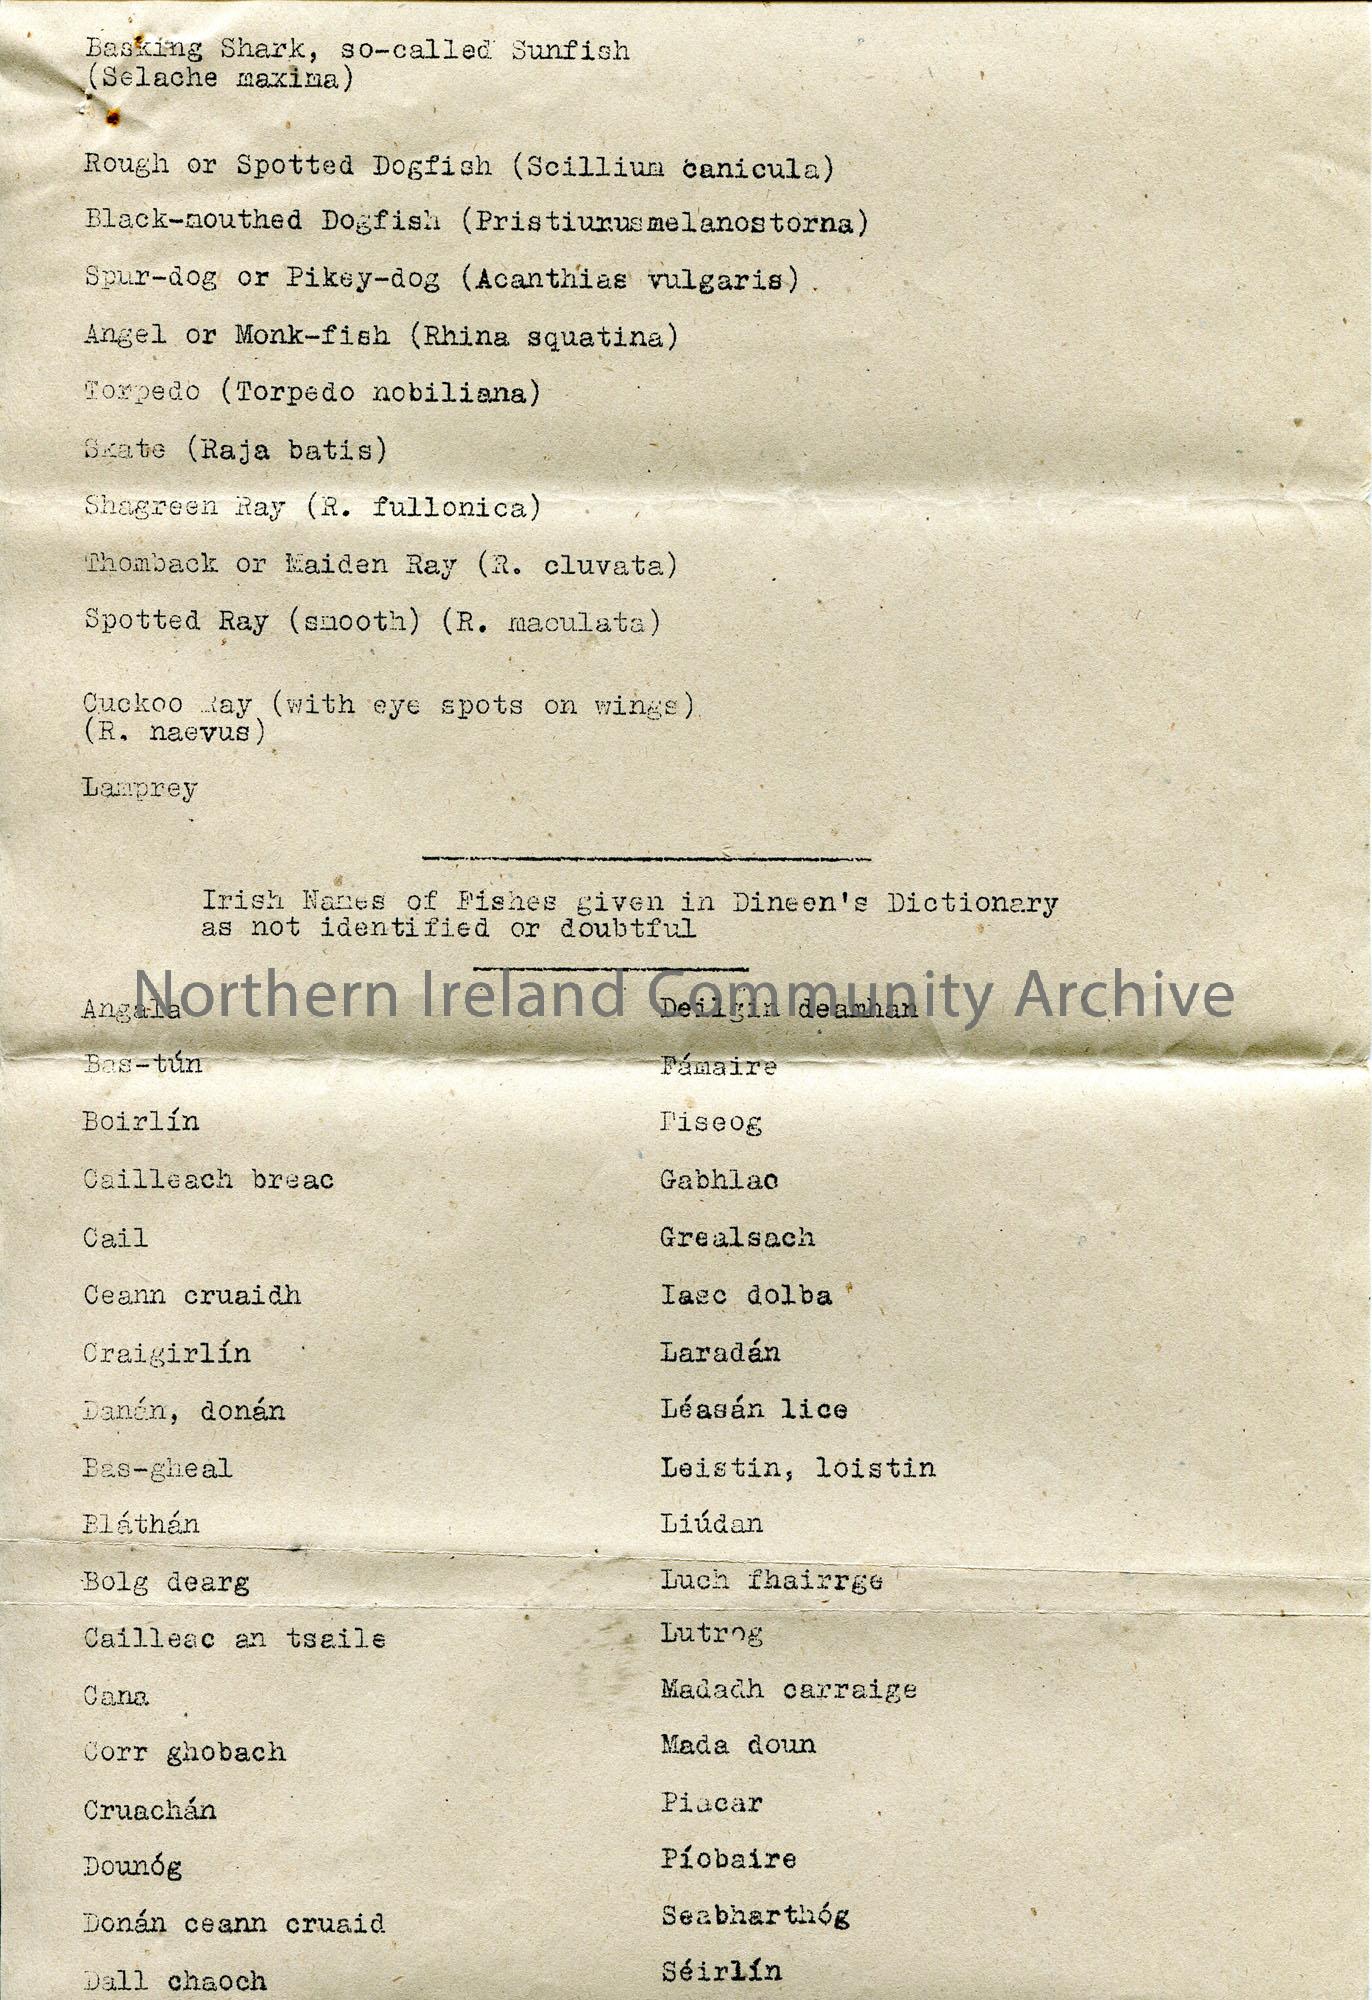 Basking Shark, so-called Sunfish
(Selache maxima)
Rough or Spotted Dogfish (Scillium canicula)
Black-mouthed Dogfish (Pristiurusmelanostorna)
Spur-dog or Pikey-dog (Acanthias vulgaris).
Angel or Monk-fish (Rhina squatina)
Torpedo (Torpedo nobiliana)
Skate (Raja batis)
Shagreen Ray (R. fullonica)
Thomback or Maiden Ray (R. cluvata)
Spotted Ray (smooth) (R. maculata)
Cuckoo Ray (with eye spots on wings)
(R. naevus)
Lamprey
Irish Names of Fishes given in Dineen's Dictionary
as not identified or doubtful
Northern Ireland Community Archive
Angala
Bas-tún
Boirlín
Cailleach breac
Cail
Ceann cruaidh
Craigirlín
Danán, donán
Bas-gheal
Bláthán
Bolg dearg
Cailleac an tsaile
Cana
Corr ghobach
Cruachán
Dounóg
Donán ceann cruaid
Dall chaoch
Deilgin deamhan
Fámaire
Fiseog
Gabhlac
Grealsach
Iasc dolba
Laradán
Léasán lice
Leistin, loistin
Liúdan
Luch fhairrge
Lutrog
Madadh carraige
Mada doun
Piacar
Píobaire
Seabharthóg
Séirlín